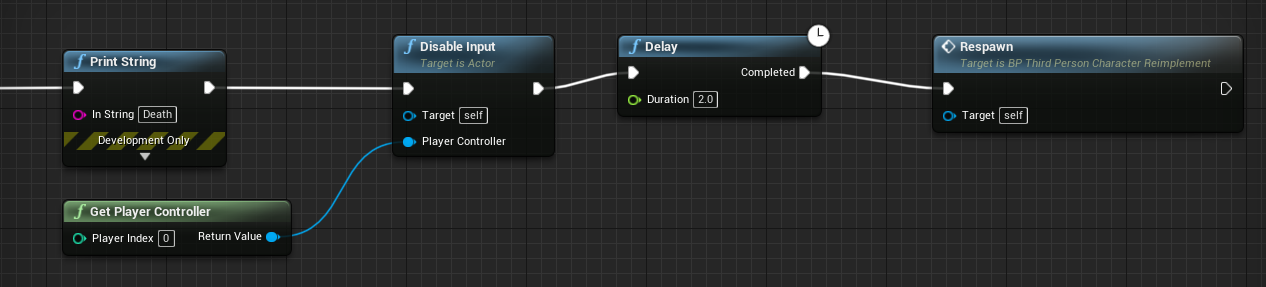 Print String
In String Death
Development Only
Disable Input
Target is Actor
Target self
Player Controller
Delay
Completed
Duration 2.0
Respawn
Target is BP Third Person Character Reimplement
Target self
Get Player Controller
Player Index 0 Return Value